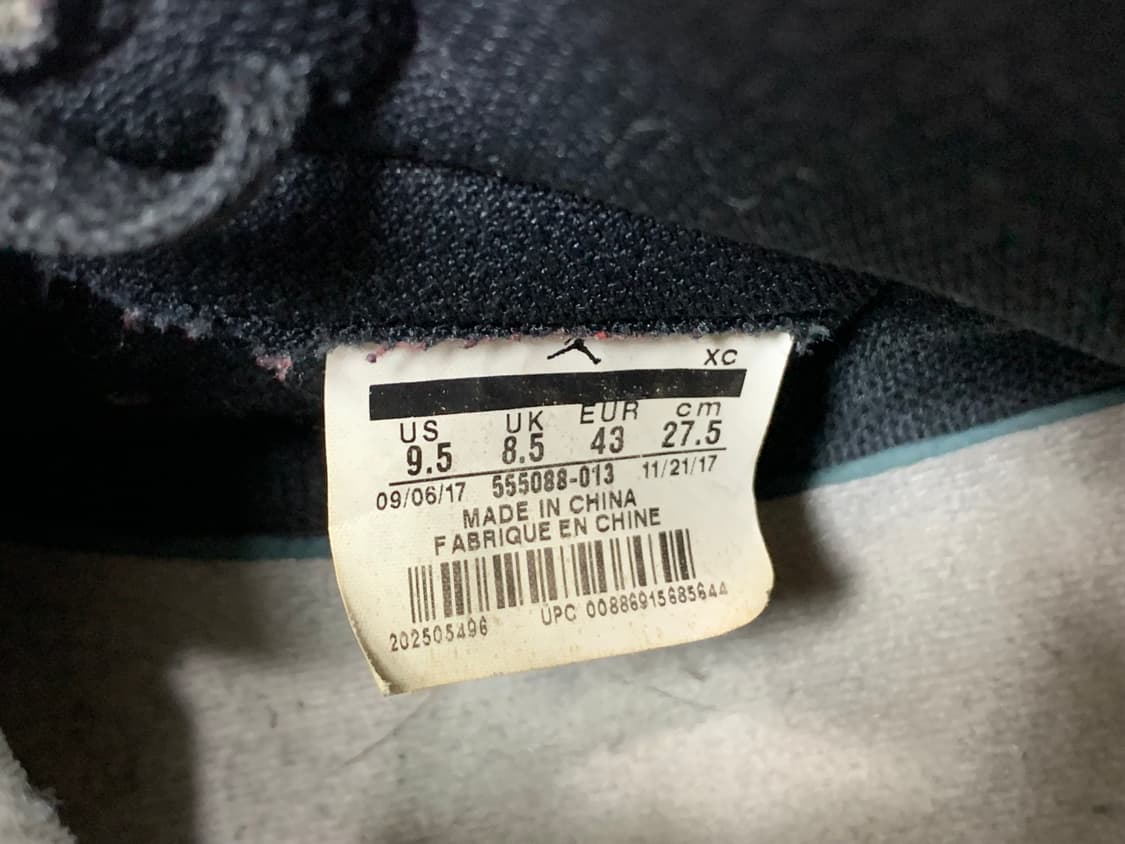 XC
US UK EUR cm
9.5 8.5 43 27.5
09/06/17 555088-013 11/21/17
MADE IN CHINA
FABRIQUE EN CHINE
202505496 UPC 00886915685644